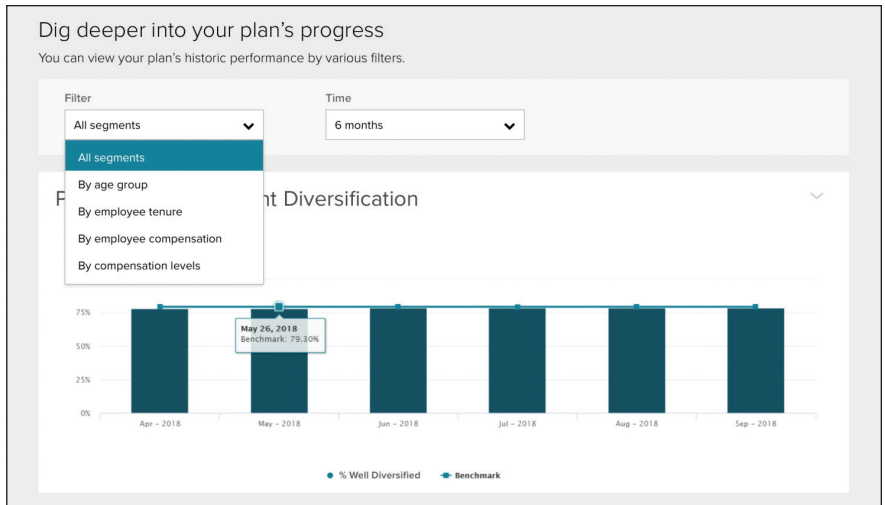 Dig deeper into your plan's progress
You can view your plan's historic performance by various filters.
Filter
Time
All segments
6 months
All segments
By age group
By employee tenure
By employee compensation
By compensation levels
Diversification
75%
50%
25%
0%
May 26, 2018
Benchmark: 79.30%
Apr – 2018
May – 2018
Jun – 2018
Jul – 2018
Aug – 2018
Sep – 2018
% Well Diversified
Benchmark